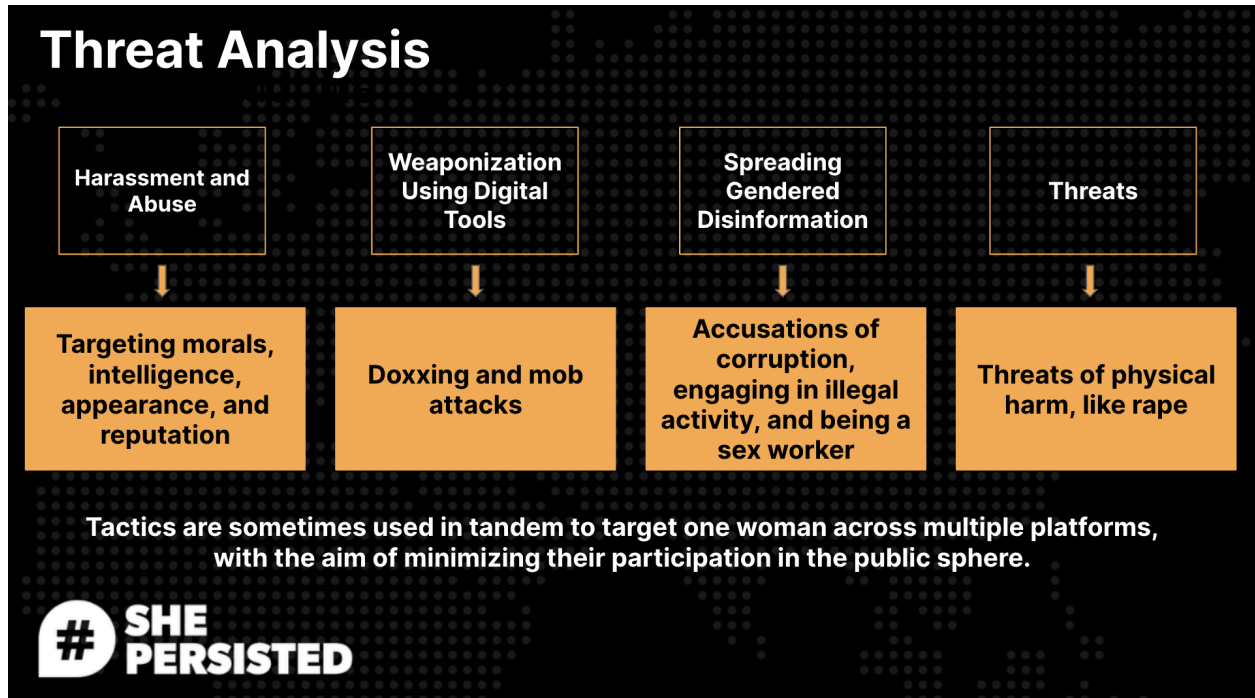 Threat Analysis
Harassment and
Abuse
Weaponization
Using Digital
Tools
Spreading
Gendered
Disinformation
Threats
Targeting morals,
intelligence,
appearance, and
reputation
Doxxing and mob
attacks
Accusations of
corruption,
engaging in illegal
activity, and being a
sex worker
Threats of physical
harm, like rape
Tactics are sometimes used in tandem to target one woman across multiple platforms,
with the aim of minimizing their participation in the public sphere.
# SHE
PERSISTED